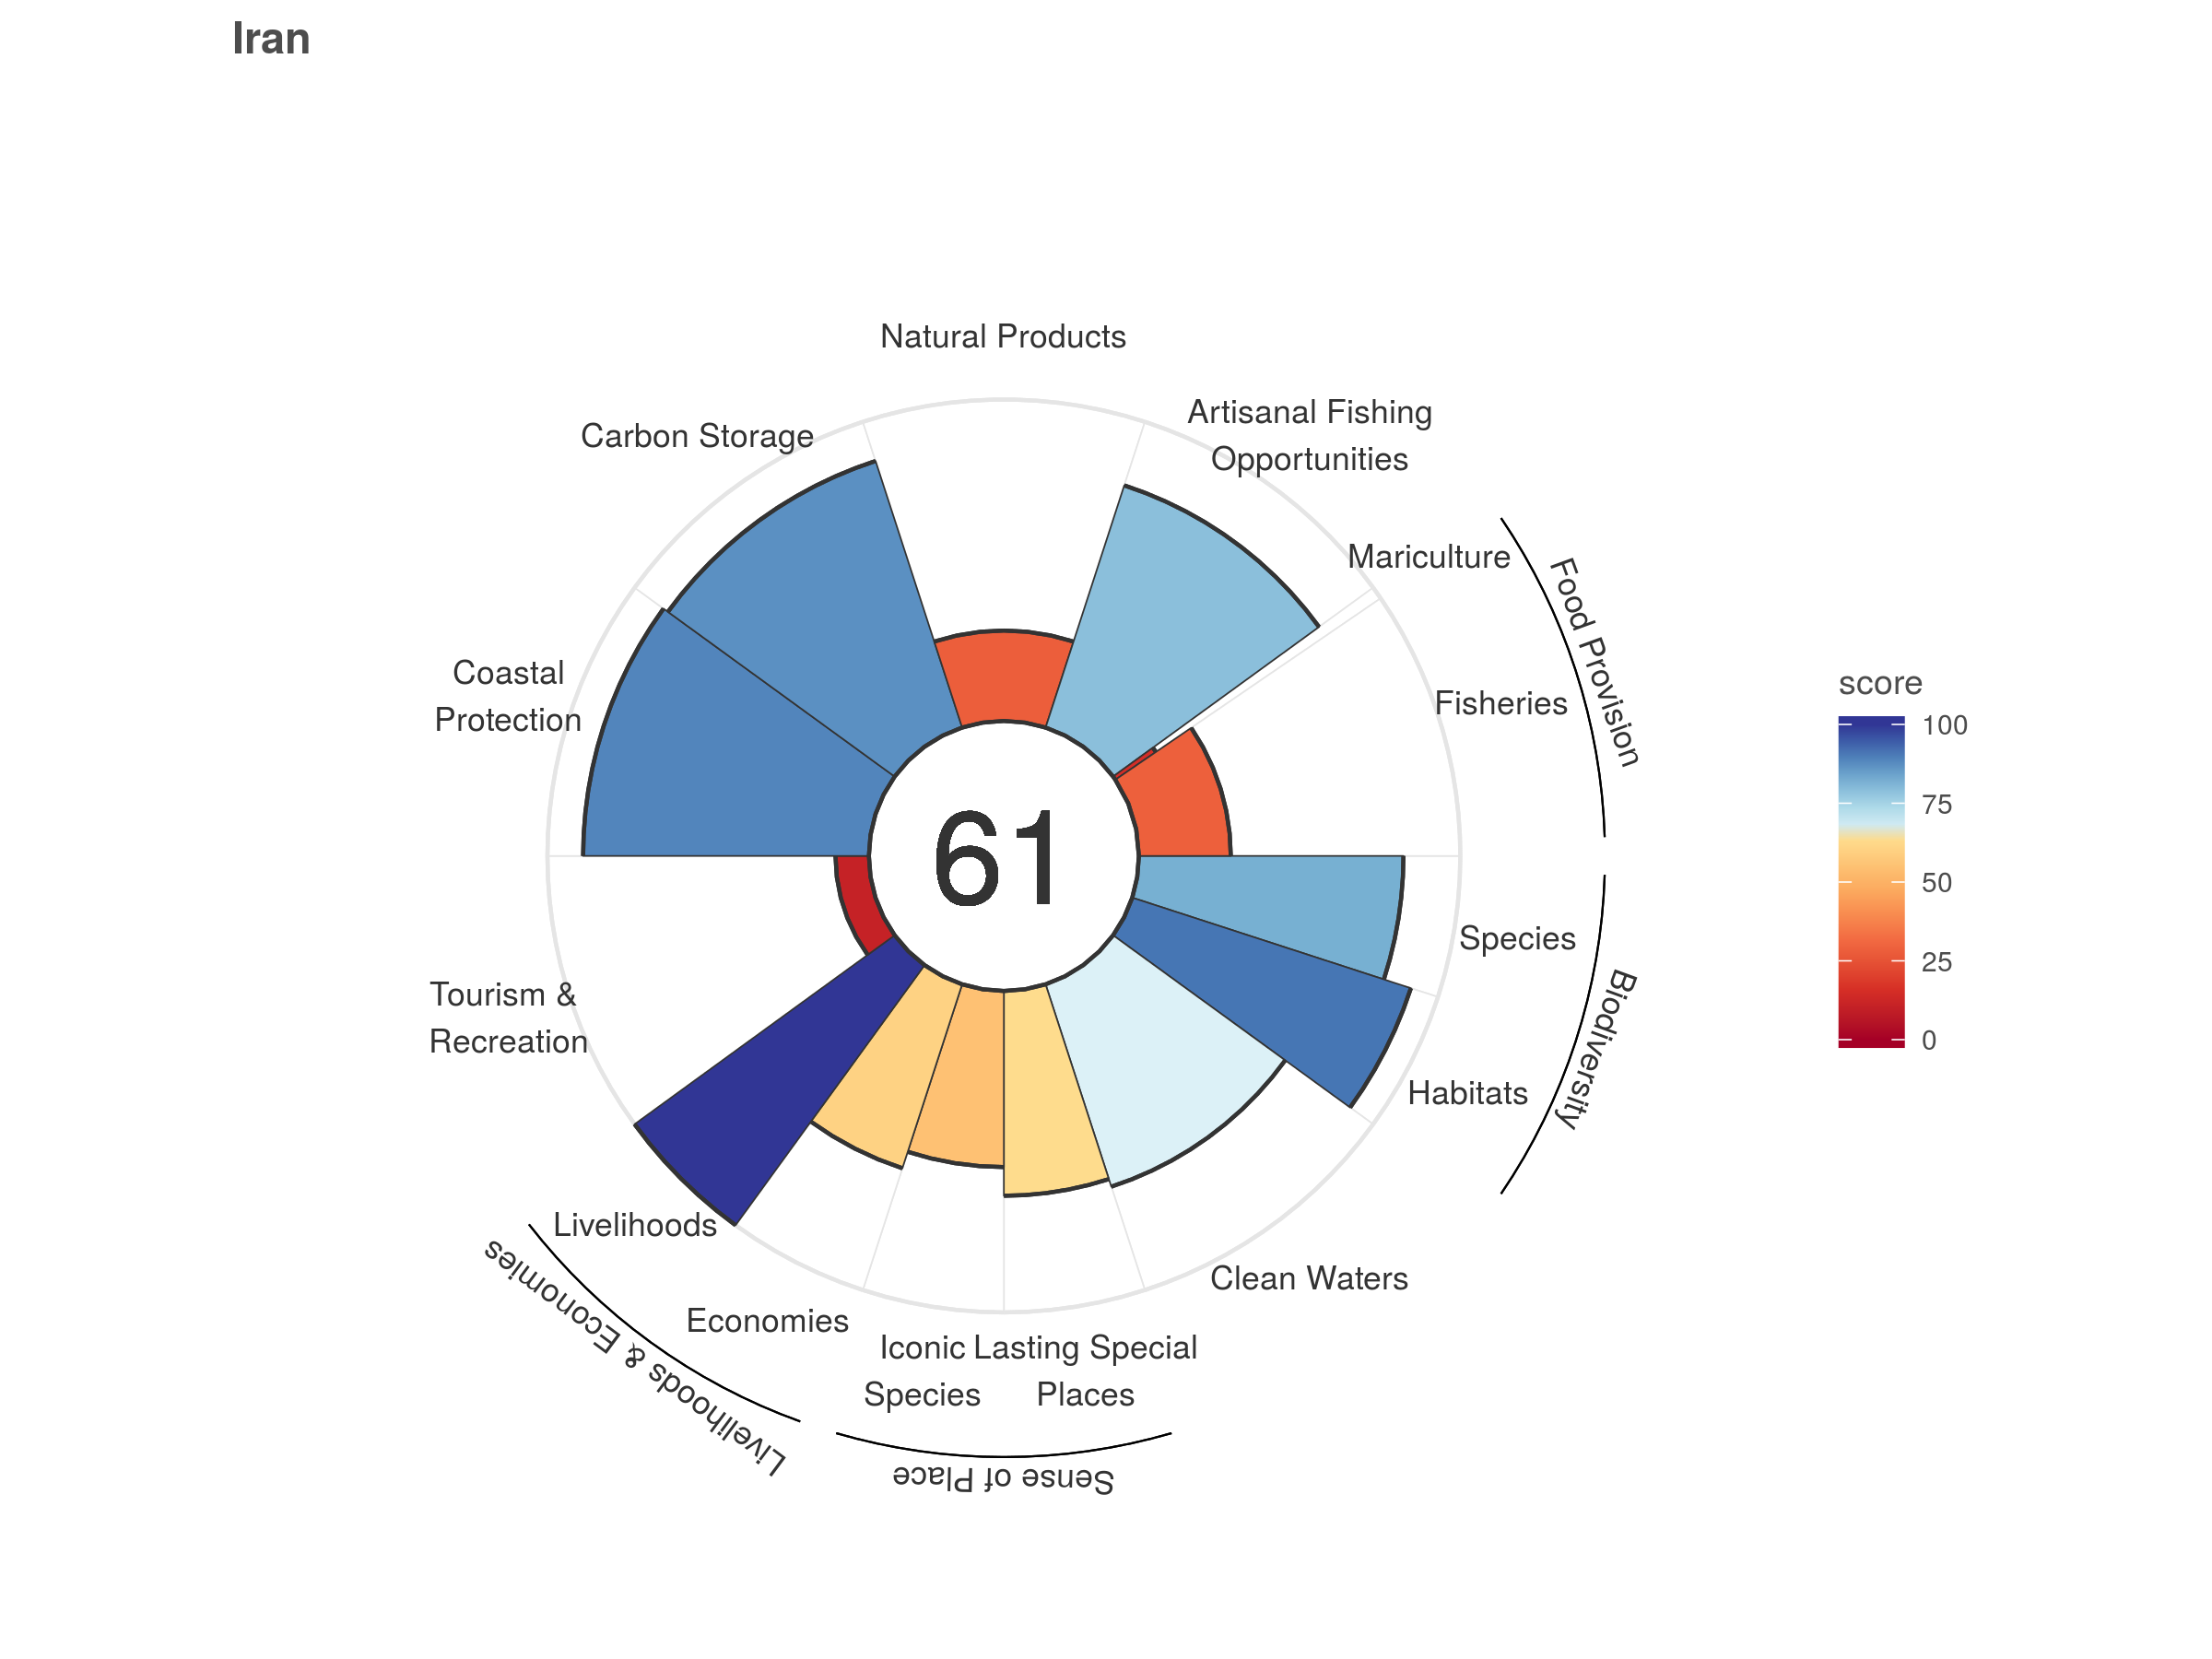 Iran
Natural Products
Artisanal Fishing
Opportunities
Carbon Storage
Mariculture
Food Provision
Fisheries
Coastal
Protection
score
100
75
50
25
0
61
Species
Biodiversity
Habitats
Tourism &
Recreation
Livelihoods
Livelihoods & Economies
Economies
Clean Waters
Iconic
Species
Lasting Special
Places
Sense of Place